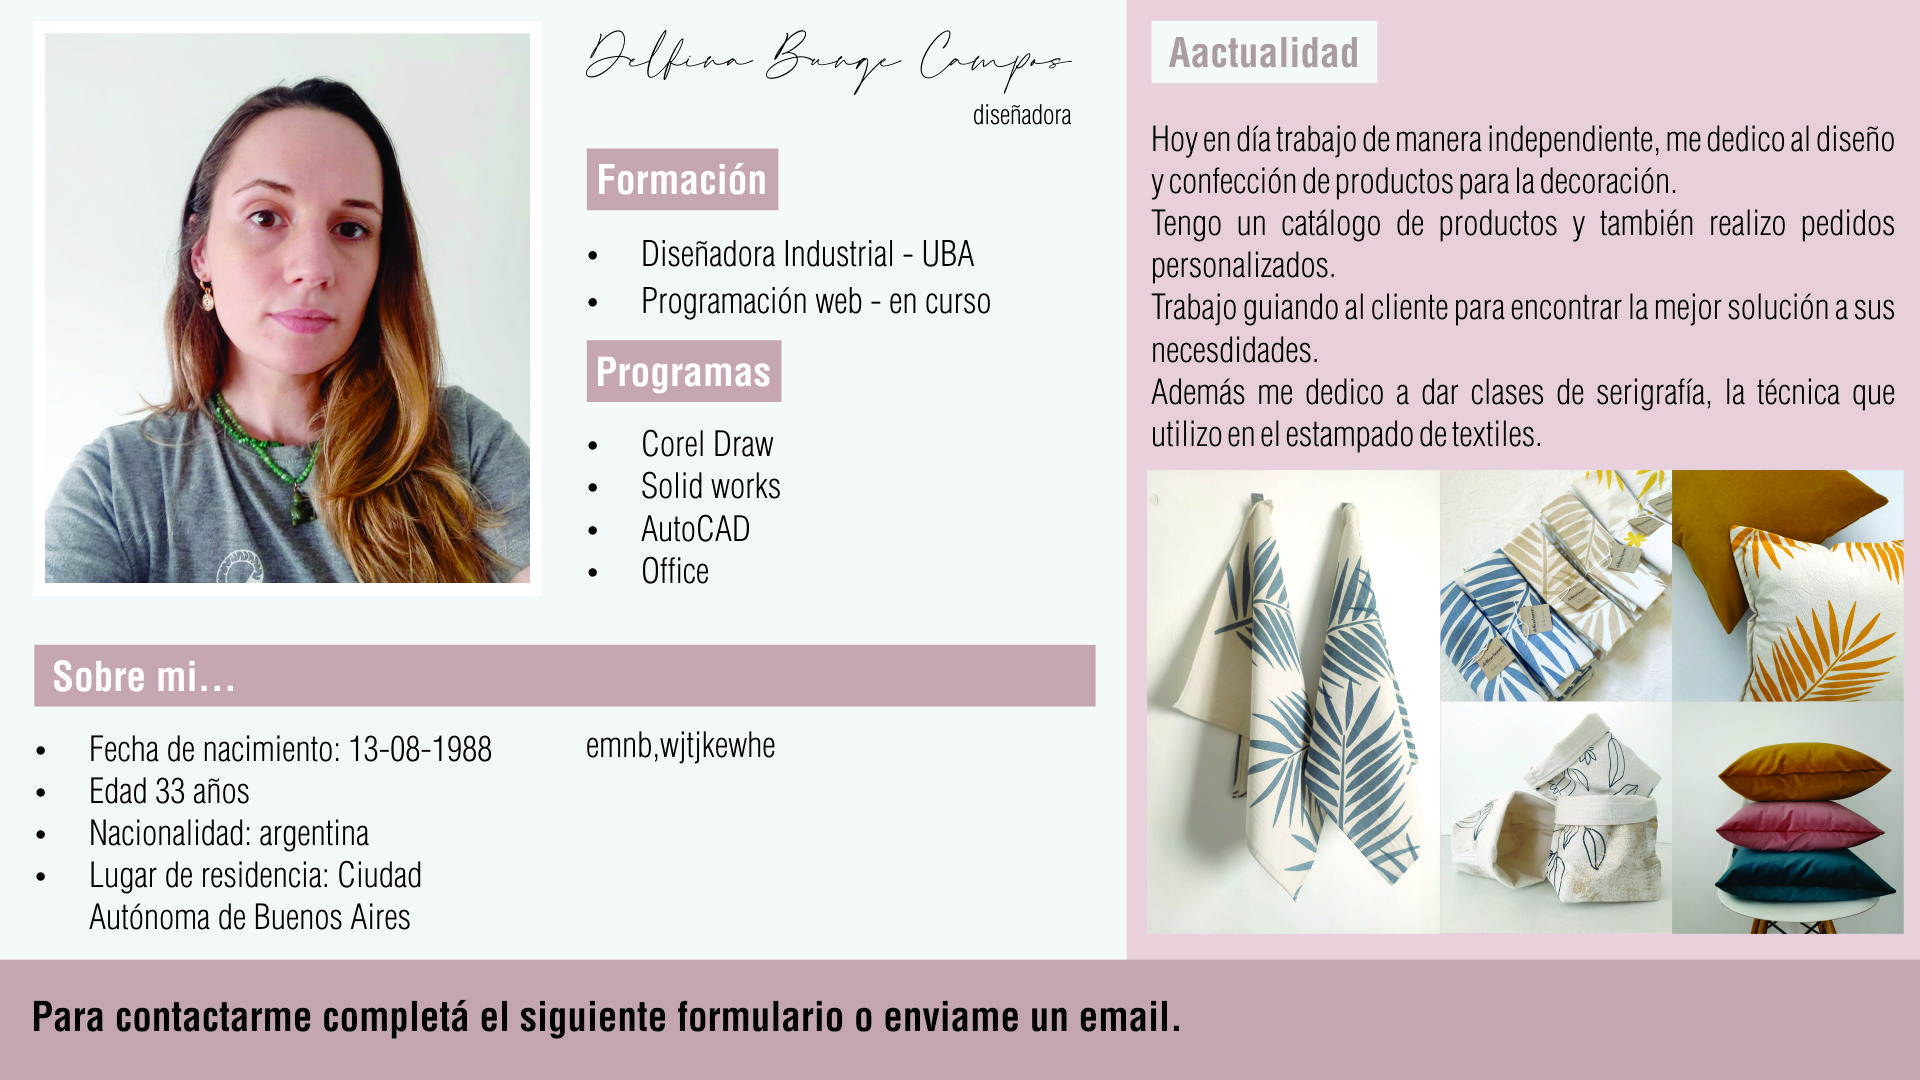 Delfina Bunge Campos
diseñadora
Formación
• Diseñadora Industrial - UBA
• Programación web - en curso
Programas
• Corel Draw
• Solid works
• AutoCAD
• Office
Sobre mi...
• Fecha de nacimiento: 13-08-1988
• Edad 33 años
• Nacionalidad: argentina
• Lugar de residencia: Ciudad
Autónoma de Buenos Aires
emnb,wjtjkewhe
Aactualidad
Hoy en día trabajo de manera independiente, me dedico al diseño
y confección de productos para la decoración.
Tengo un catálogo de productos y también realizo pedidos
personalizados.
Trabajo guiando al cliente para encontrar la mejor solución a sus
necesdidades.
Además me dedico a dar clases de serigrafía, la técnica que
utilizo en el estampado de textiles.
Para contactarme completá el siguiente formulario o enviame un email.